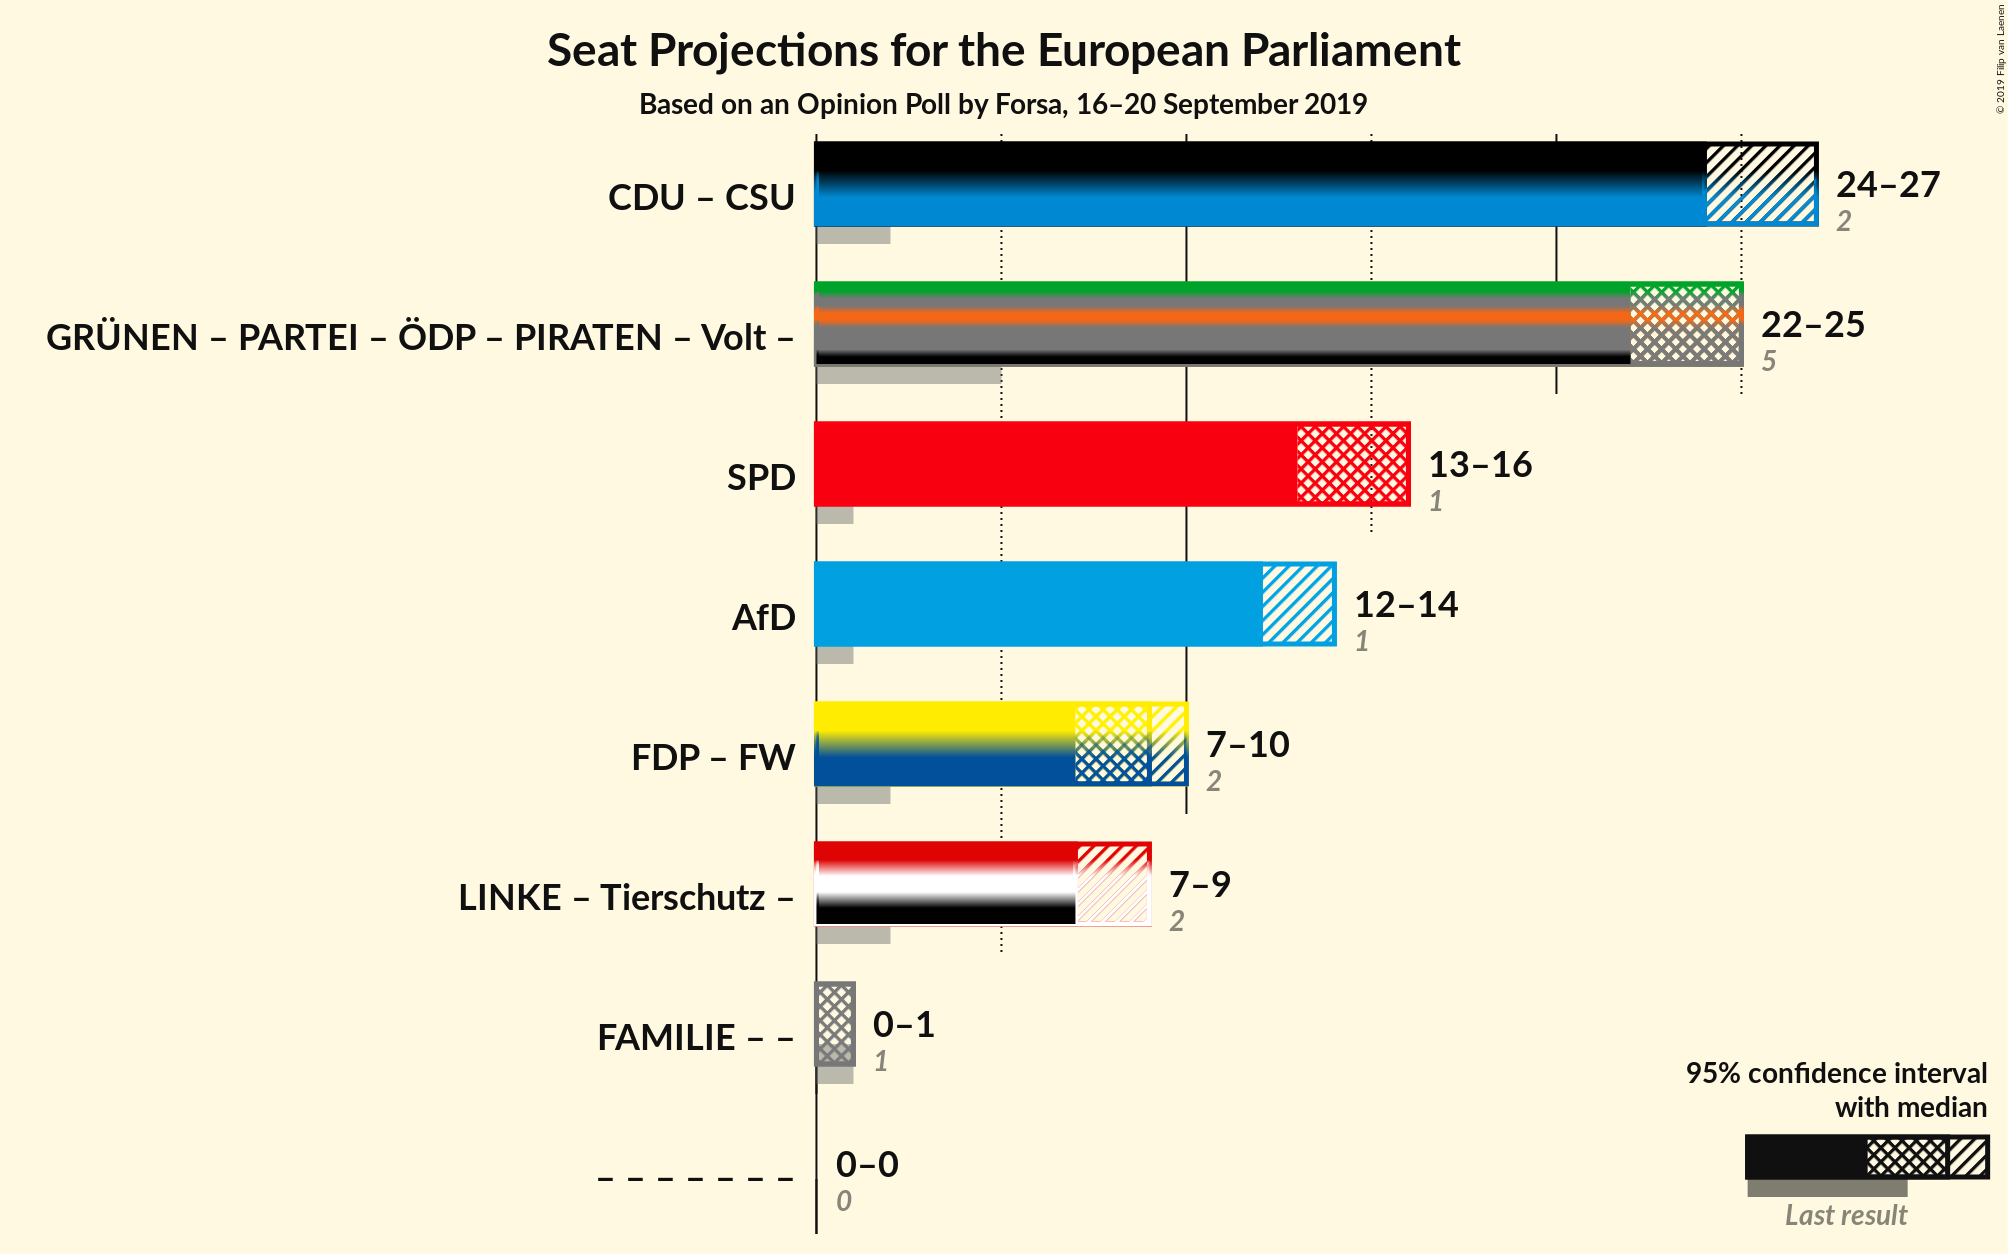 Seat Projections for the European Parliament
Based on an Opinion Poll by Forsa, 16–20 September 2019
© 2019 Filip van Laenen
CDU – CSU
24–27
2
GRÜNEN – PARTEI – ÖDP – PIRATEN – Volt –
22–25
5
SPD
13–16
1
AfD
12–14
1
FDP – FW
7–10
2
LINKE – Tierschutz –
7–9
2
FAMILIE – –
0–1
1
– – – – – – –
0–0
0
95% confidence interval
with median
Last result